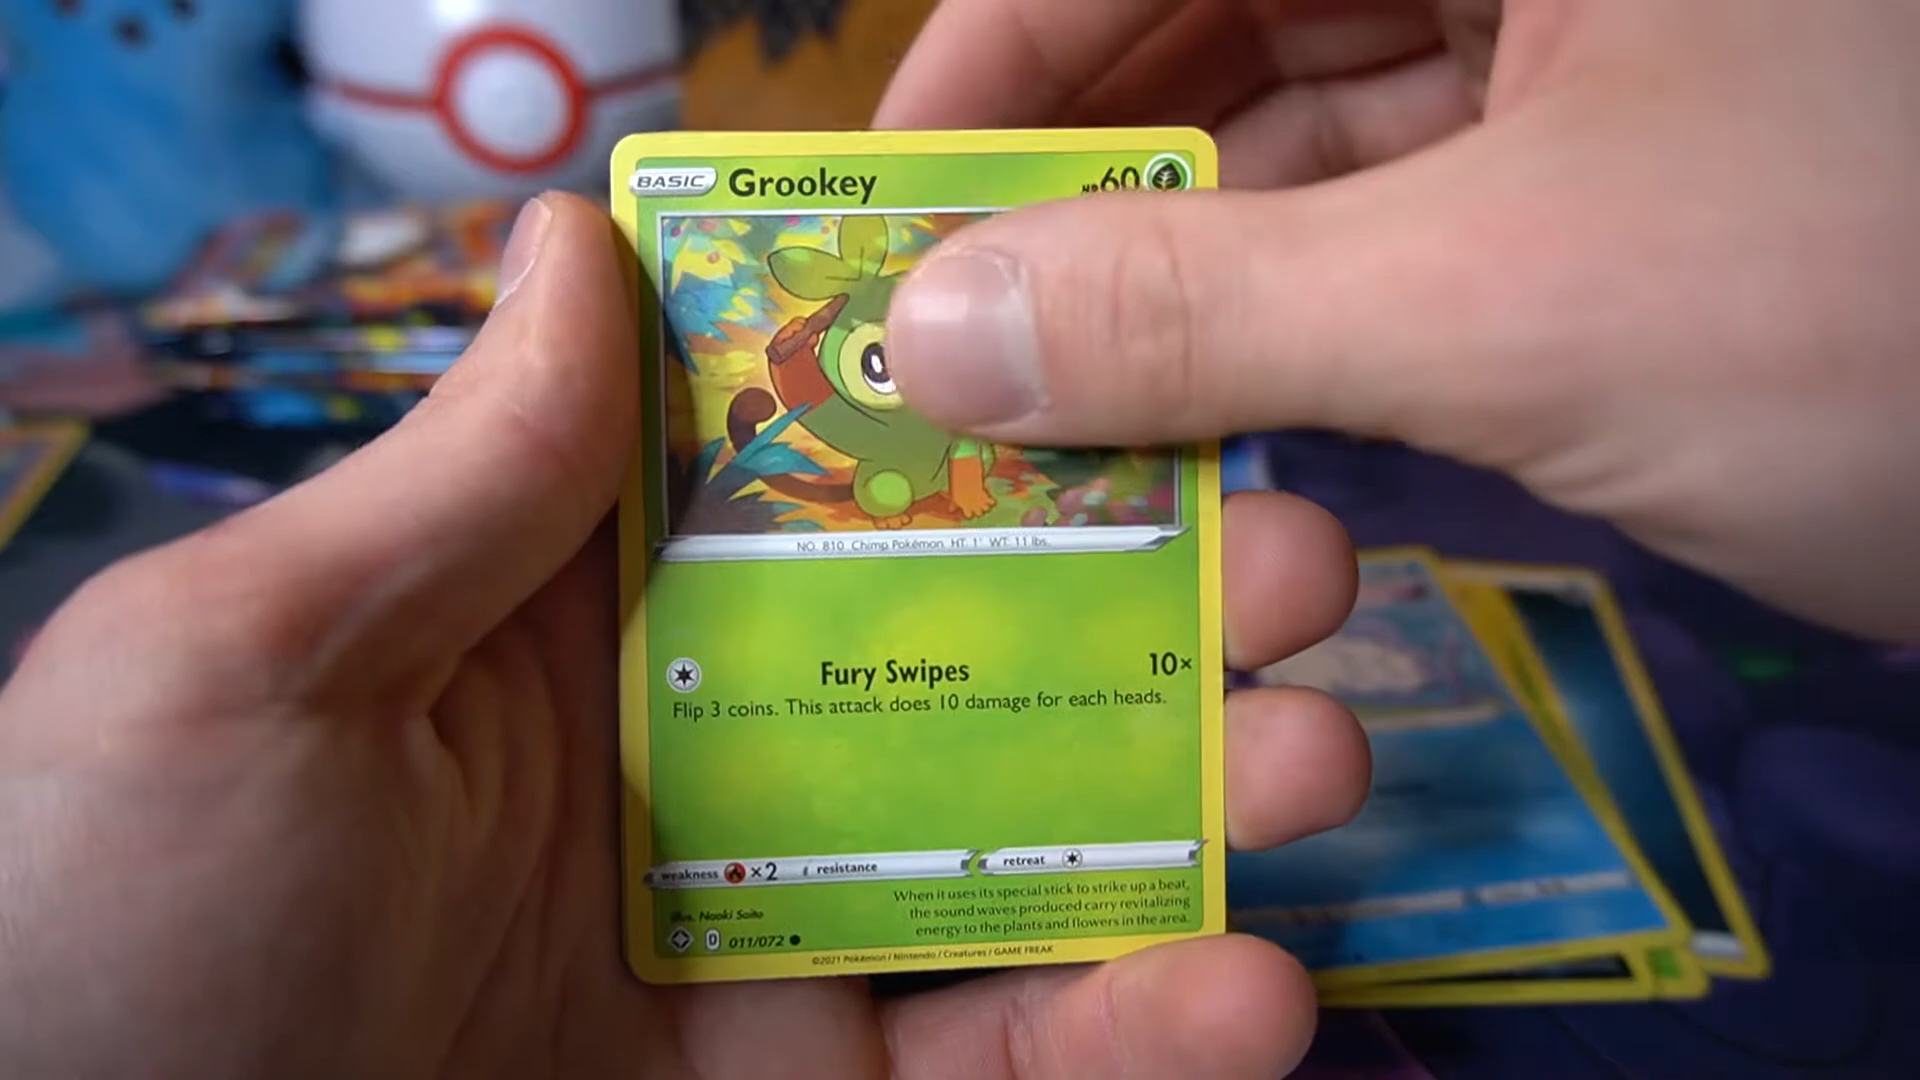 BASIC Grookey HP60
NO. 810 Chimp Pokémon HT: 1' WT: 11 lbs.
Fury Swipes 10×
Flip 3 coins. This attack does 10 damage for each heads.
weakness ×2 resistance retreat
When it uses its special stick to strike up a beat,
the sound waves produced carry revitalizing
energy to the plants and flowers in the area.
Illus. Naoki Saito
D 011/072
©2021 Pokémon / Nintendo / Creatures / GAME FREAK